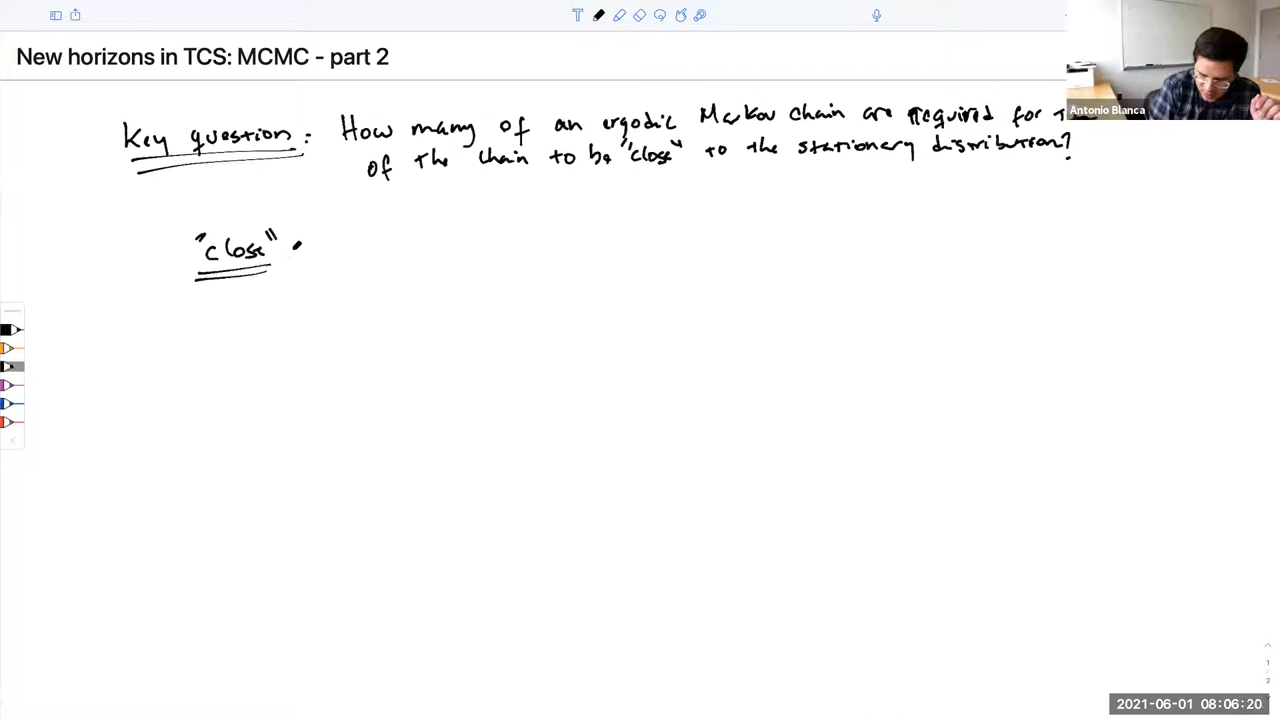 New horizons in TCS: MCMC - part 2
Antonio Blanca
Key question: How many of an ergodic Markov chain are required for
of the chain to be "close" to the stationary distribution?
"close"
1
2
2021-06-01 08:06:20